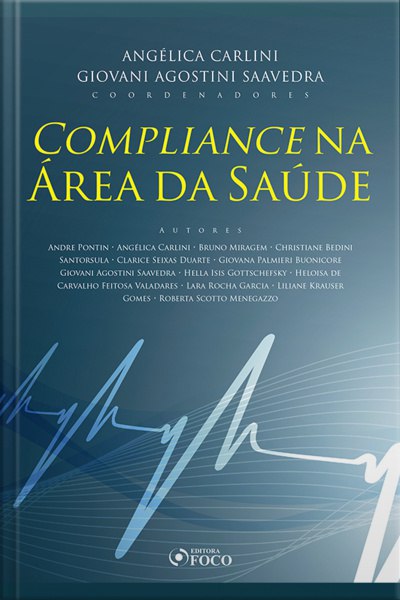 ANGÉLICA CARLINI
GIOVANI AGOSTINI SAAVEDRA
COORDENADORES
COMPLIANCE NA
ÁREA DA SAÚDE
AUTORES
ANDRE PONTIN · ANGÉLICA CARLINI · BRUNO MIRAGEM · CHRISTIANE BEDINI
SANTORSULA · CLARICE SEIXAS DUARTE · GIOVANA PALMIERI BUONICORE
GIOVANI AGOSTINI SAAVEDRA · HELLA ISIS GOTTSCHEFSKY · HELOISA DE
CARVALHO FEITOSA VALADARES · LARA ROCHA GARCIA · LILIANE KRAUSER
GOMES · ROBERTA SCOTTO MENEGAZZO
EDITORA
FOCO